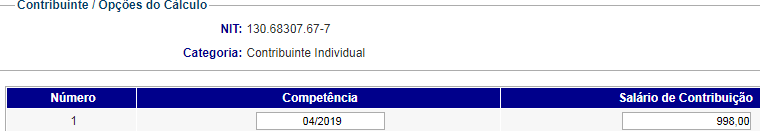 Contribuinte / Opções do Cálculo
NIT: 130.68307.67-7
Categoria: Contribuinte Individual
Número Competência Salário de Contribuição
1 04/2019 998,00